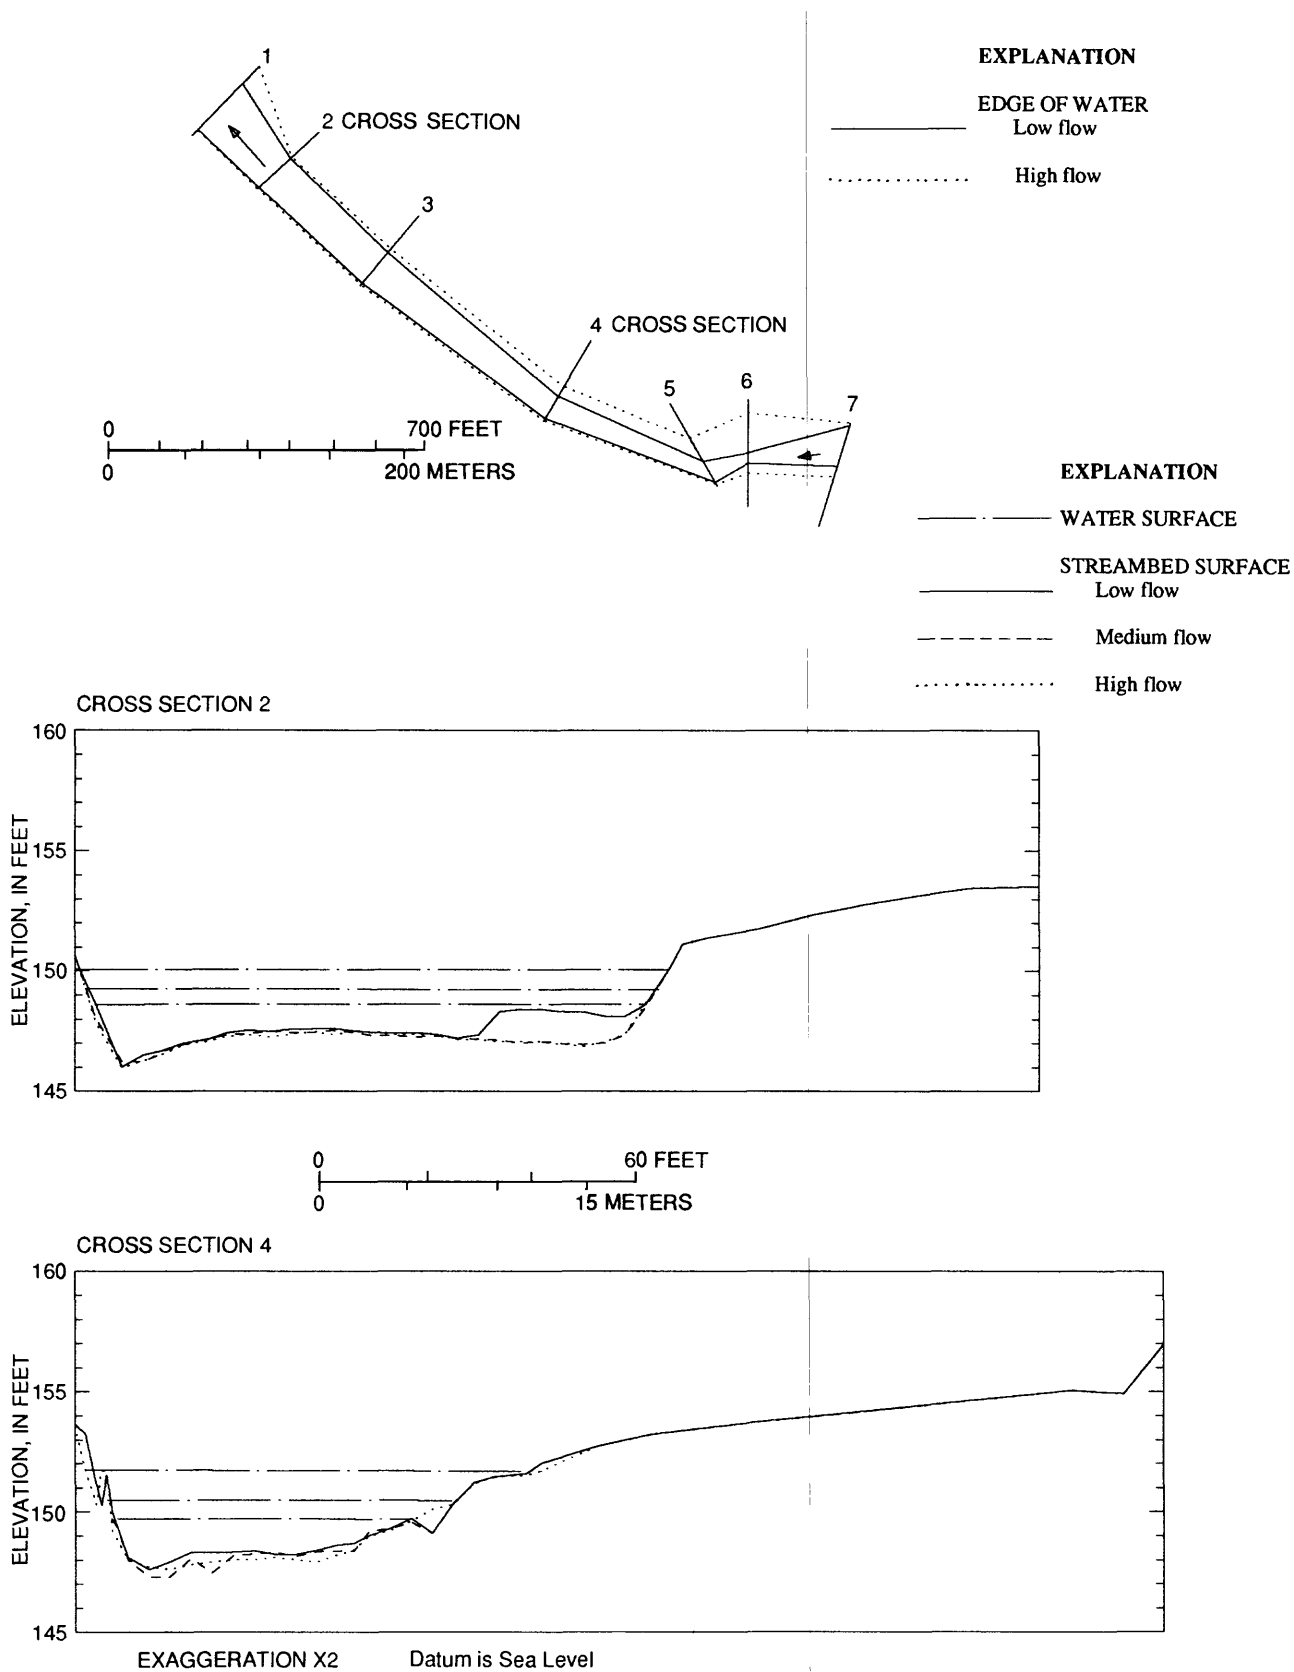 1
EXPLANATION
EDGE OF WATER
Low flow
High flow
2 CROSS SECTION
3
4 CROSS SECTION
5
6
7
0 700 FEET
0 200 METERS
EXPLANATION
WATER SURFACE
STREAMBED SURFACE
Low flow
Medium flow
High flow
CROSS SECTION 2
160
155
150
145
ELEVATION, IN FEET
0 60 FEET
0 15 METERS
CROSS SECTION 4
160
155
150
145
ELEVATION, IN FEET
EXAGGERATION X2 Datum is Sea Level